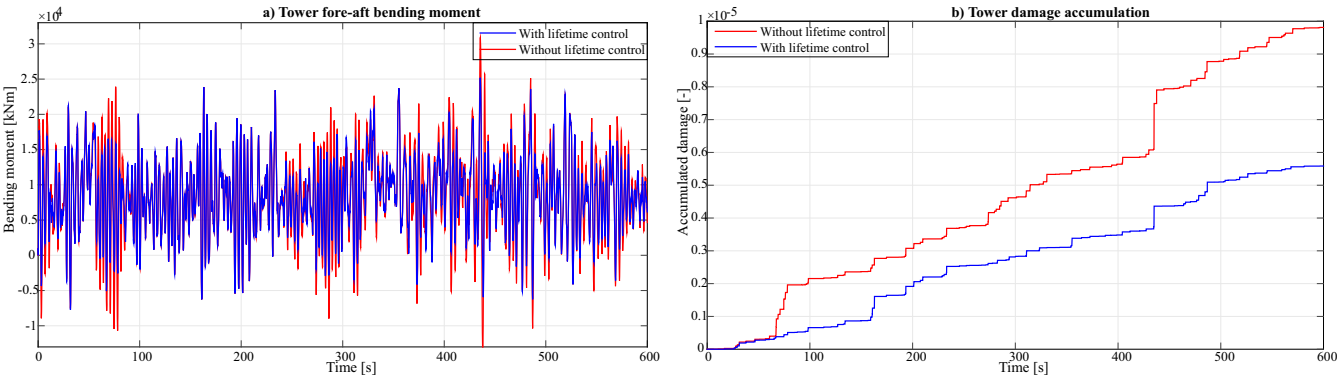 a) Tower fore-aft bending moment
×10⁴
With lifetime control
Without lifetime control
Bending moment [kNm]
3
2.5
2
1.5
1
0.5
0
-0.5
-1
0 100 200 300 400 500 600
Time [s]
b) Tower damage accumulation
×10⁻⁵
Without lifetime control
With lifetime control
Accumulated damage [-]
1
0.9
0.8
0.7
0.6
0.5
0.4
0.3
0.2
0.1
0 100 200 300 400 500 600
Time [s]